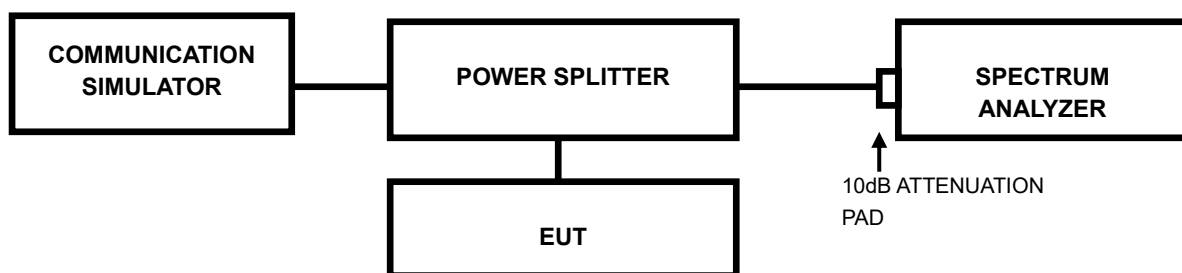 COMMUNICATION
SIMULATOR
POWER SPLITTER
SPECTRUM
ANALYZER
10dB ATTENUATION
PAD
EUT